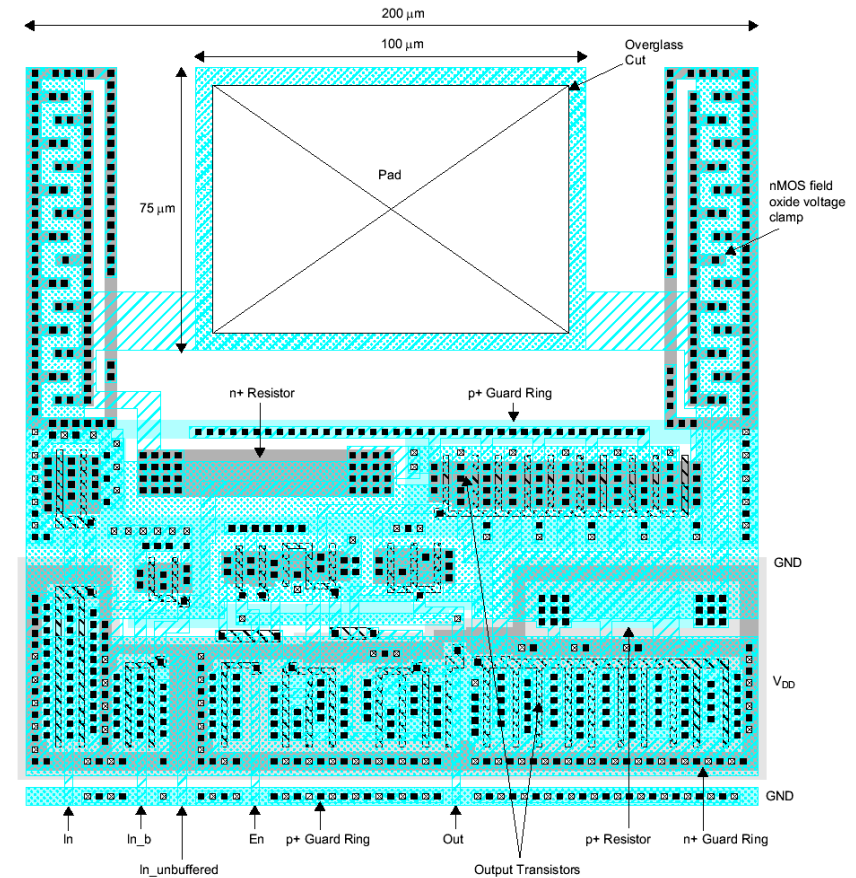 200 μm
100 μm
Overglass
Cut
Pad
75 μm
nMOS field
oxide voltage
clamp
n+ Resistor
p+ Guard Ring
GND
V_DD
GND
In
In_b
En
p+ Guard Ring
Out
p+ Resistor
n+ Guard Ring
In_unbuffered
Output Transistors